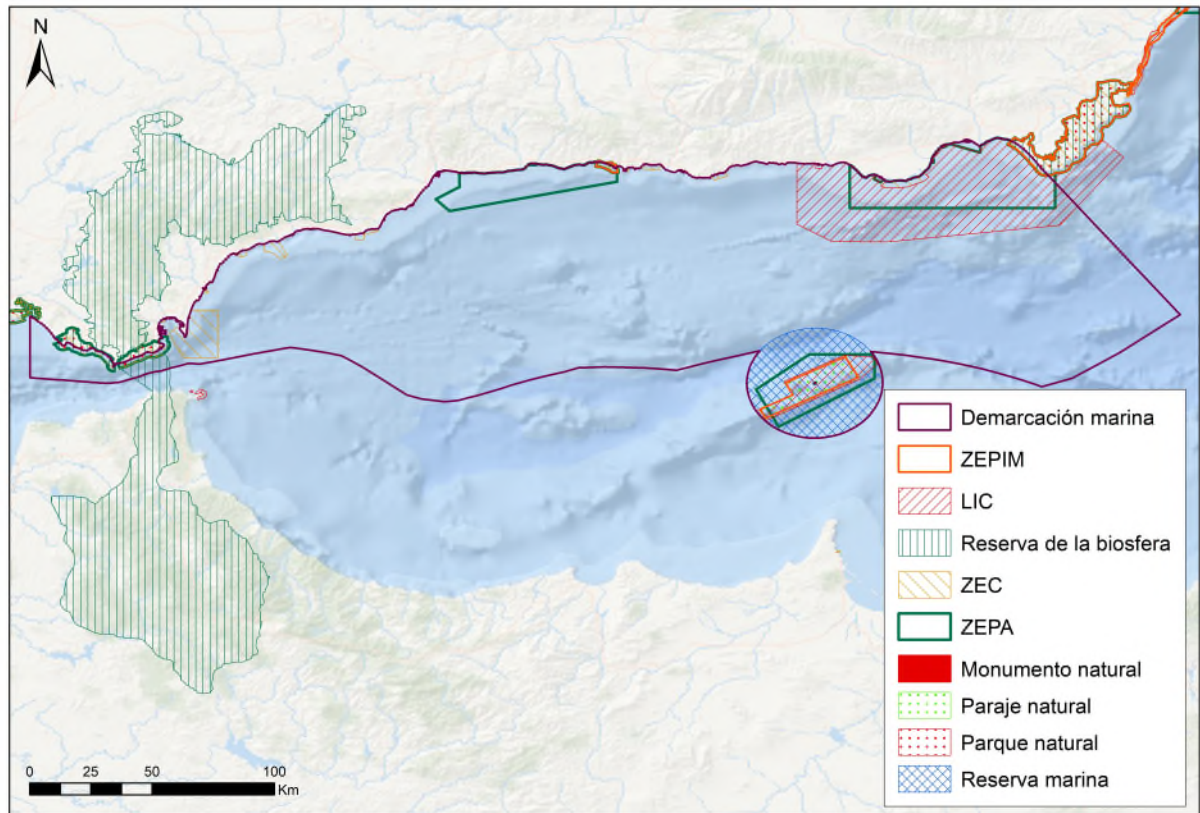 N
Demarcación marina
ZEPIM
LIC
Reserva de la biosfera
ZEC
ZEPA
Monumento natural
Paraje natural
Parque natural
Reserva marina
0 25 50 100
Km